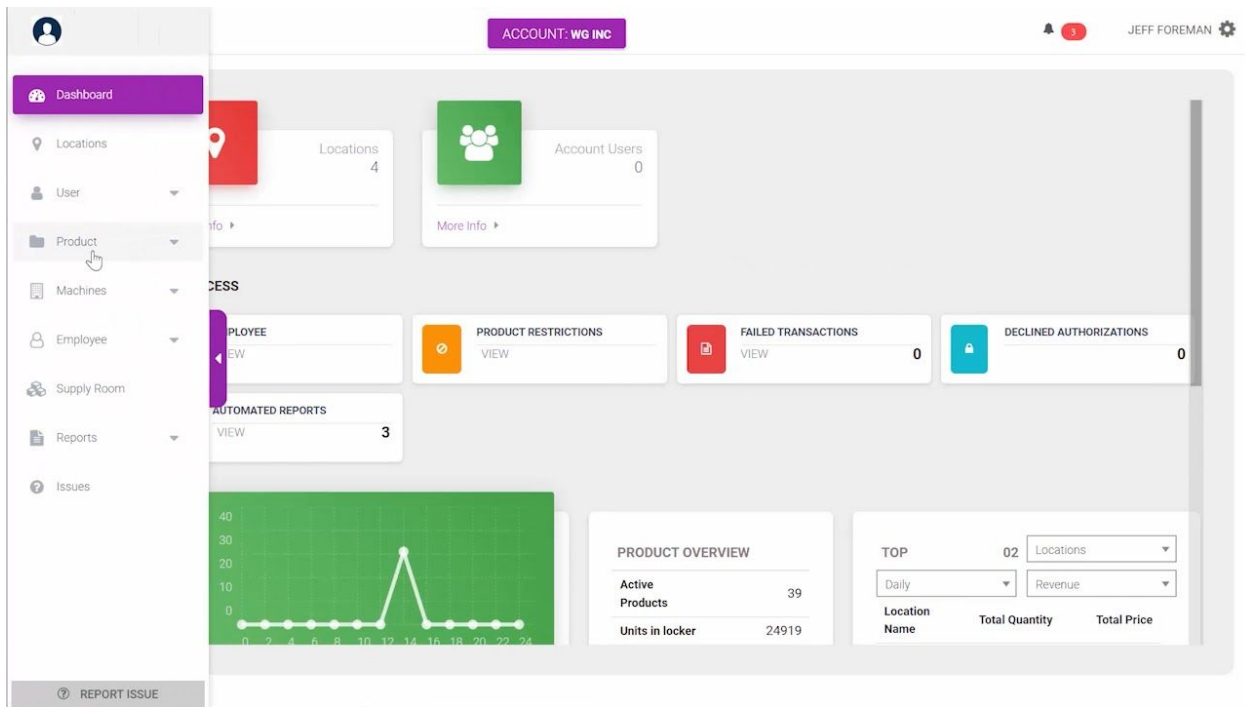 ACCOUNT: WG INC
3
JEFF FOREMAN
Dashboard
Locations
User
Product
Machines
Employee
Supply Room
Reports
Issues
REPORT ISSUE
Locations
4
nfo
Account Users
0
More Info
CESS
PLOYEE
EW
PRODUCT RESTRICTIONS
VIEW
FAILED TRANSACTIONS
VIEW 0
DECLINED AUTHORIZATIONS
0
AUTOMATED REPORTS
VIEW 3
40
30
20
10
0
0 2 4 6 8 10 12 14 16 18 20 22 24
PRODUCT OVERVIEW
Active
Products 39
Units in locker 24919
TOP 02 Locations
Daily Revenue
Location
Name Total Quantity Total Price